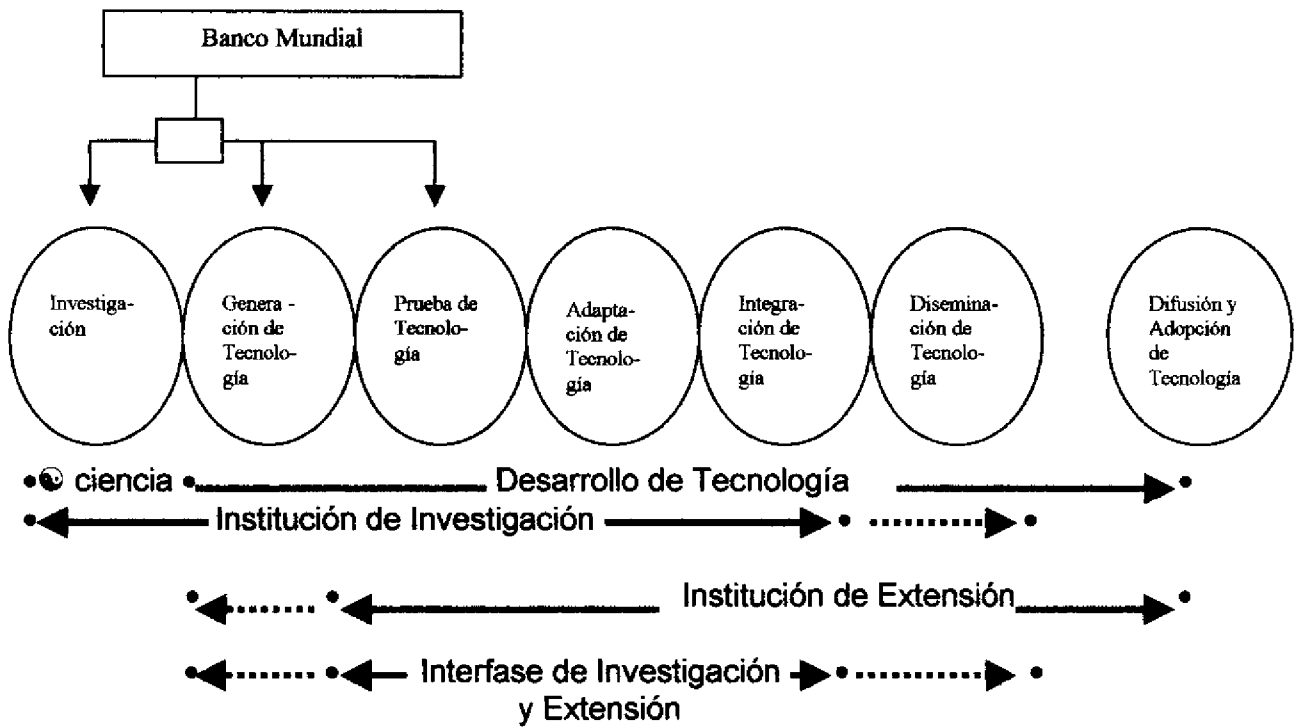 Banco Mundial
Investiga-
ción
Genera -
ción de
Tecnolo-
gía
Prueba de
Tecnolo-
gía
Adapta-
ción de
Tecnolo-
gía
Integra-
ción de
Tecnolo-
gía
Disemina-
ción de
Tecnolo-
gía
Difusión y
Adopción
de
Tecnología
•☯ ciencia • Desarrollo de Tecnología •
• Institución de Investigación • •
• • Institución de Extensión •
• • Interfase de Investigación • •
y Extensión